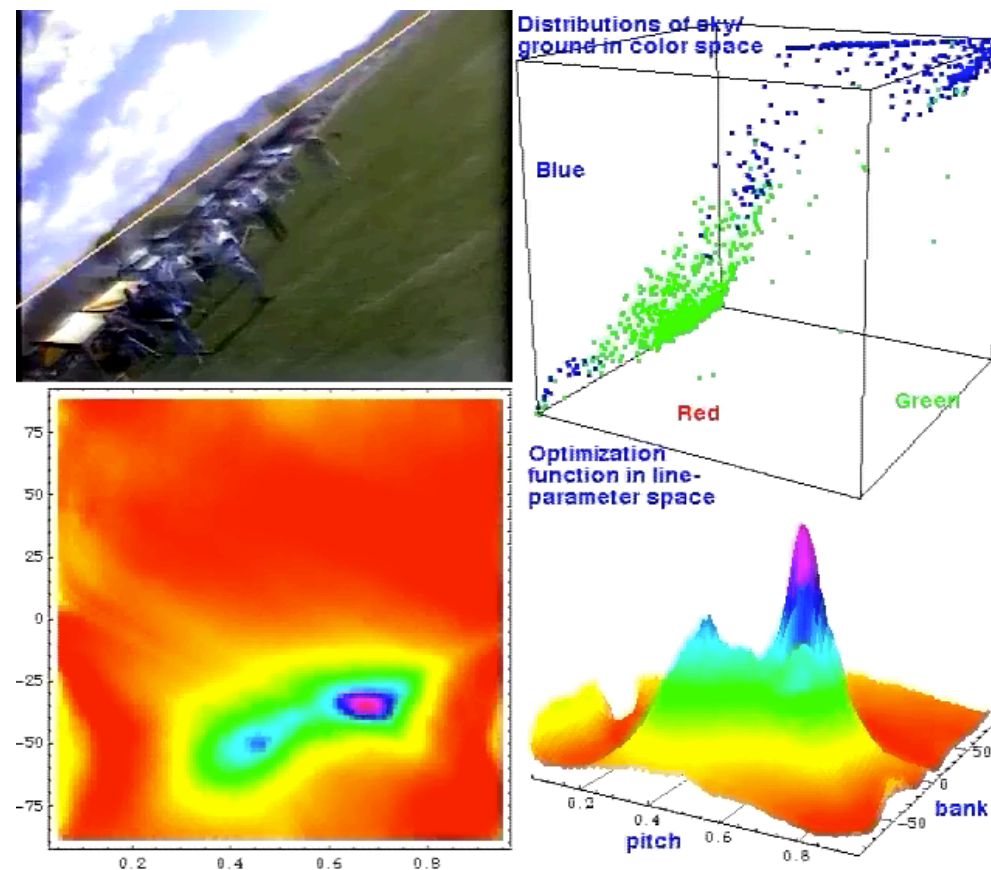 Distributions of sky/
ground in color space
Blue
Red
Green
Optimization
function in line-
parameter space
75
50
25
0
-25
-50
-75
0.2 0.4 0.6 0.8
0.2
0.4
0.6
0.8
pitch
50
0
-50
bank